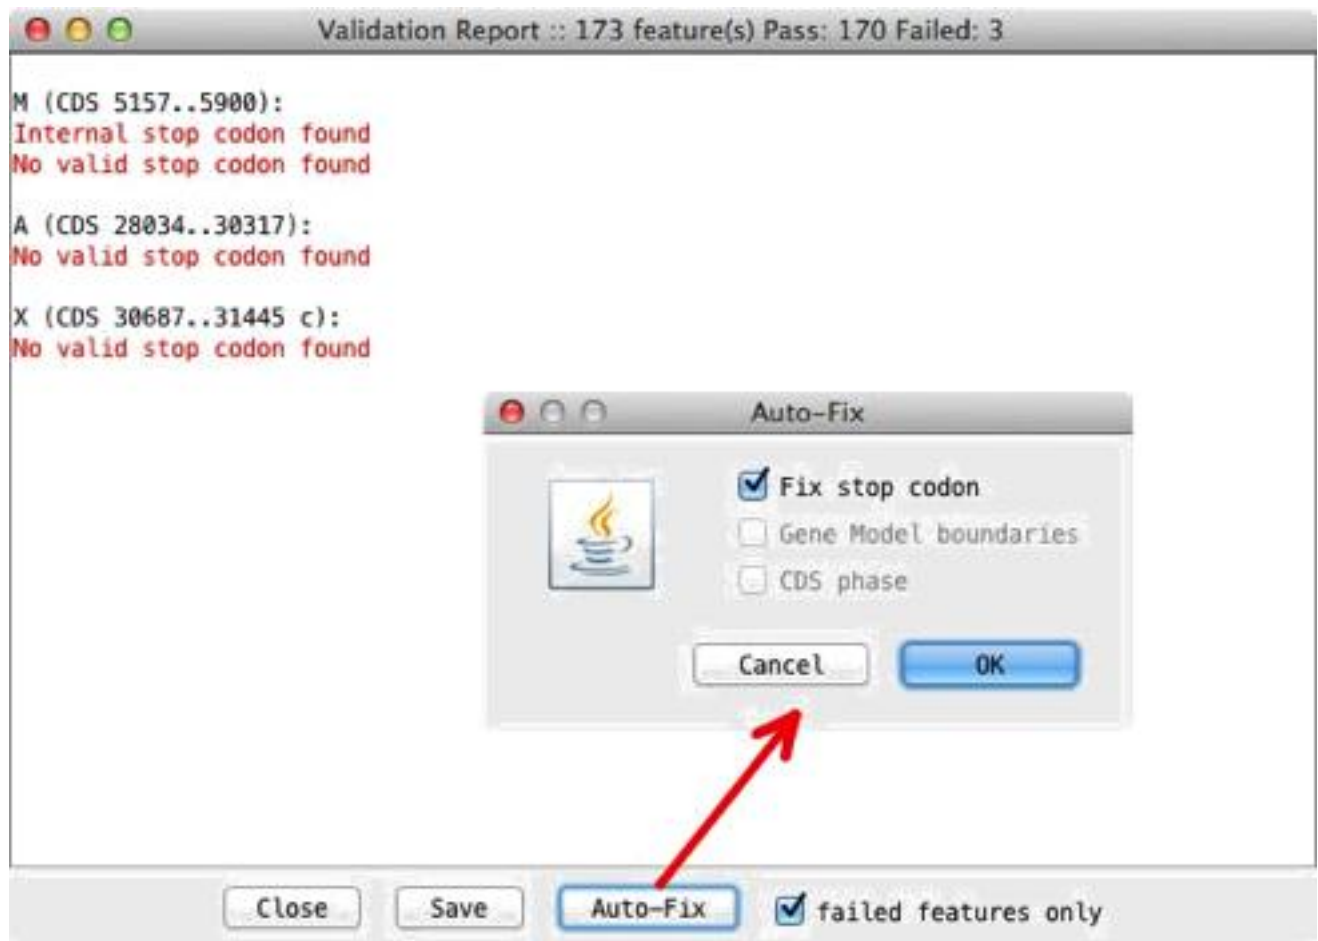 Validation Report :: 173 feature(s) Pass: 170 Failed: 3
M (CDS 5157..5900):
Internal stop codon found
No valid stop codon found
A (CDS 28034..30317):
No valid stop codon found
X (CDS 30687..31445 c):
No valid stop codon found
Auto-Fix
Fix stop codon
Gene Model boundaries
CDS phase
Cancel OK
Close Save Auto-Fix failed features only